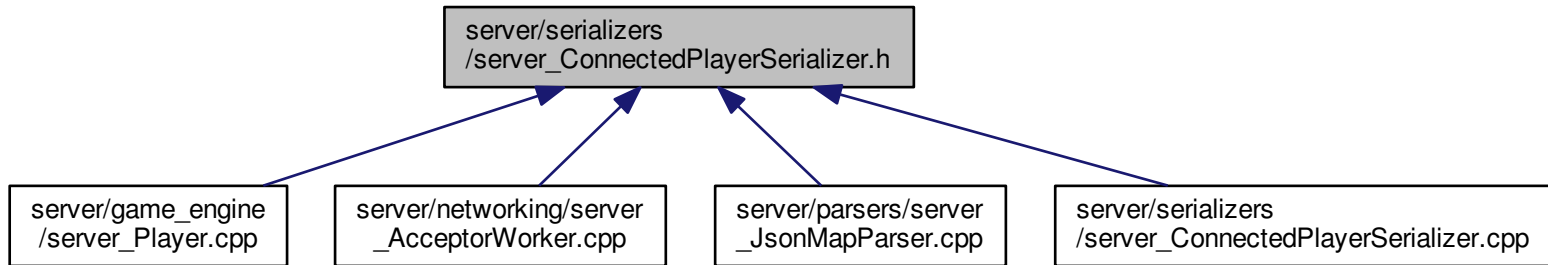 server/serializers
/server_ConnectedPlayerSerializer.h
server/game_engine
/server_Player.cpp
server/networking/server
_AcceptorWorker.cpp
server/parsers/server
_JsonMapParser.cpp
server/serializers
/server_ConnectedPlayerSerializer.cpp